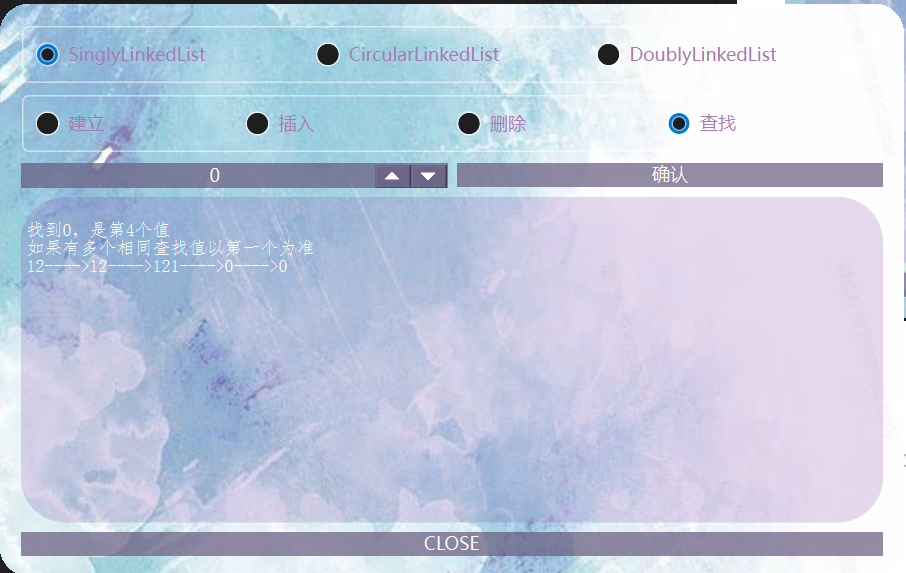 SinglyLinkedList CircularLinkedList DoublyLinkedList
建立 插入 删除 查找
0 确认
找到0，是第4个值
如果有多个相同查找值以第一个为准
12---->12---->121---->0---->0
CLOSE